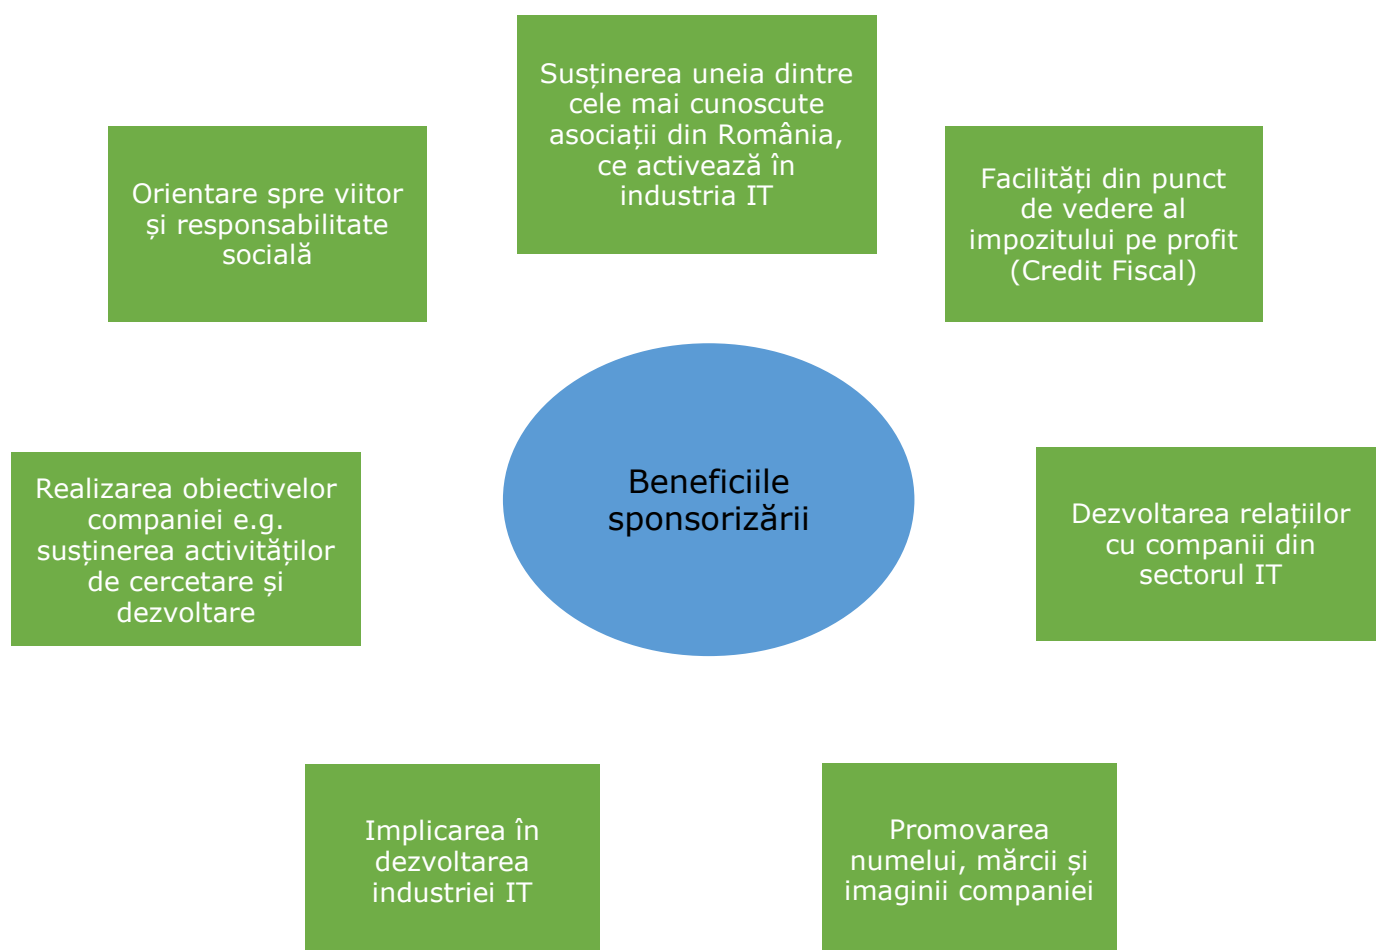 Susținerea uneia dintre
cele mai cunoscute
asociații din România,
ce activează în
industria IT
Orientare spre viitor
și responsabilitate
socială
Facilități din punct
de vedere al
impozitului pe profit
(Credit Fiscal)
Beneficiile
sponsorizării
Realizarea obiectivelor
companiei e.g.
susținerea activităților
de cercetare și
dezvoltare
Dezvoltarea relațiilor
cu companii din
sectorul IT
Implicarea în
dezvoltarea
industriei IT
Promovarea
numelui, mărcii și
imaginii companiei